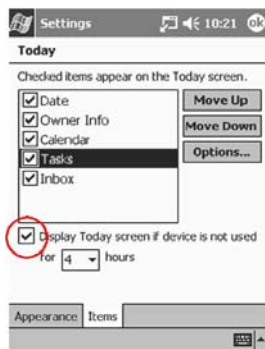 Settings 10:21 ok
Today
Checked items appear on the Today screen.
Date
Owner Info
Calendar
Tasks
Inbox
Move Up
Move Down
Options...
Display Today screen if device is not used
for 4 hours
Appearance Items